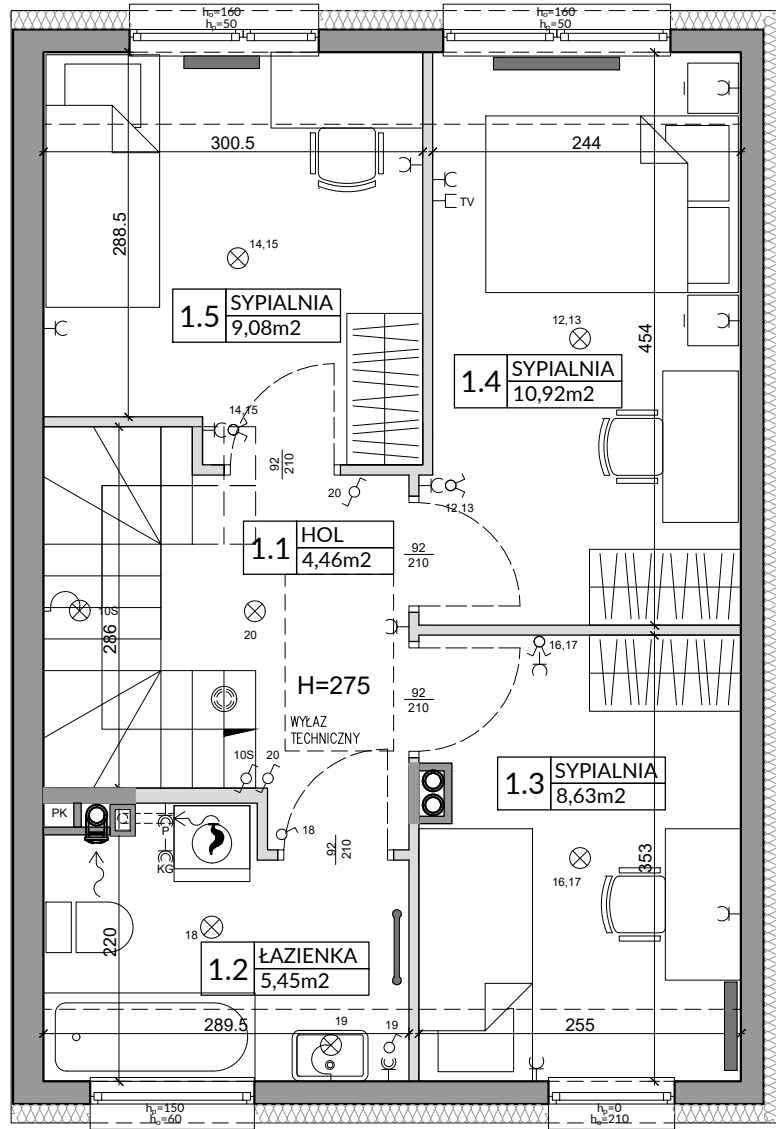 hₒ=160
hₚ=50
hₒ=160
hₚ=50
300.5
244
TV
288.5
14,15
1.5
SYPIALNIA
9,08m2
12,13
454
1.4
SYPIALNIA
10,92m2
14,15
92
210
20
12,13
1.1
HOL
4,46m2
92
210
10S
20
286
16,17
H=275
92
210
WYŁAZ
TECHNICZNY
10S
20
1.3
SYPIALNIA
8,63m2
PK
P
KG
18
92
210
353
16,17
18
220
1.2
ŁAZIENKA
5,45m2
289.5
19
19
255
hₚ=150
hₒ=60
hₚ=0
hₒ=210